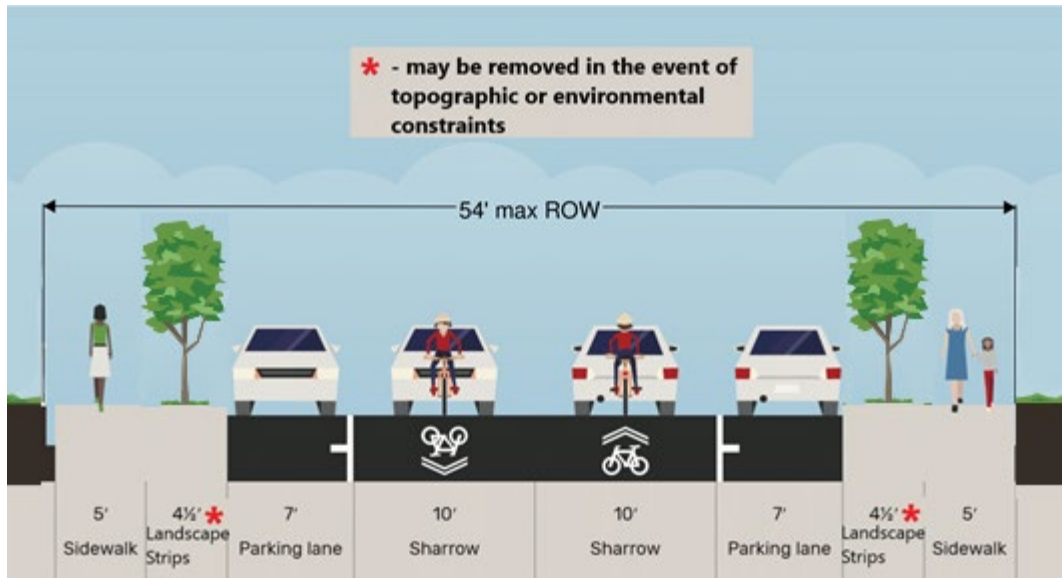 * - may be removed in the event of
topographic or environmental
constraints
54' max ROW
5' 4½' * 7' 10' 10' 7' 4½' * 5'
Sidewalk Landscape Strips Parking lane Sharrow Sharrow Parking lane Landscape Strips Sidewalk